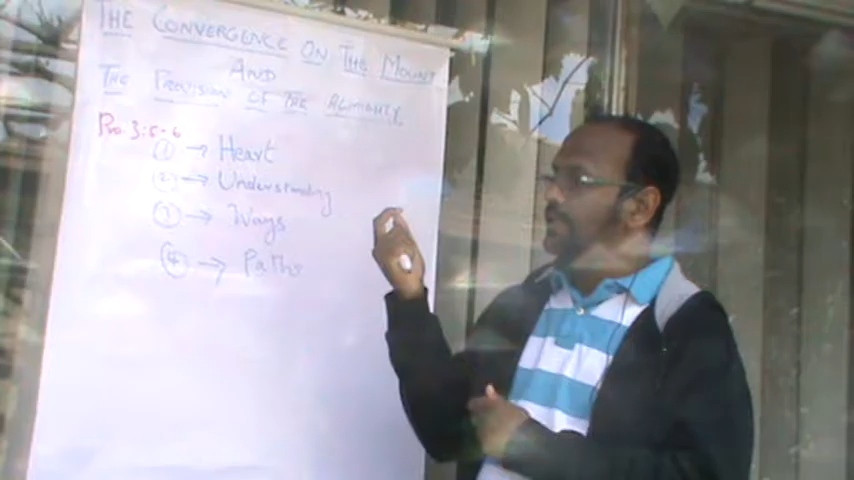 THE CONVERGENCE ON THE MOUNT
AND
THE PROVISION OF THE ALMIGHTY
Pro. 3:5-6
① → Heart
② → Understanding
③ → Ways
④ → Paths